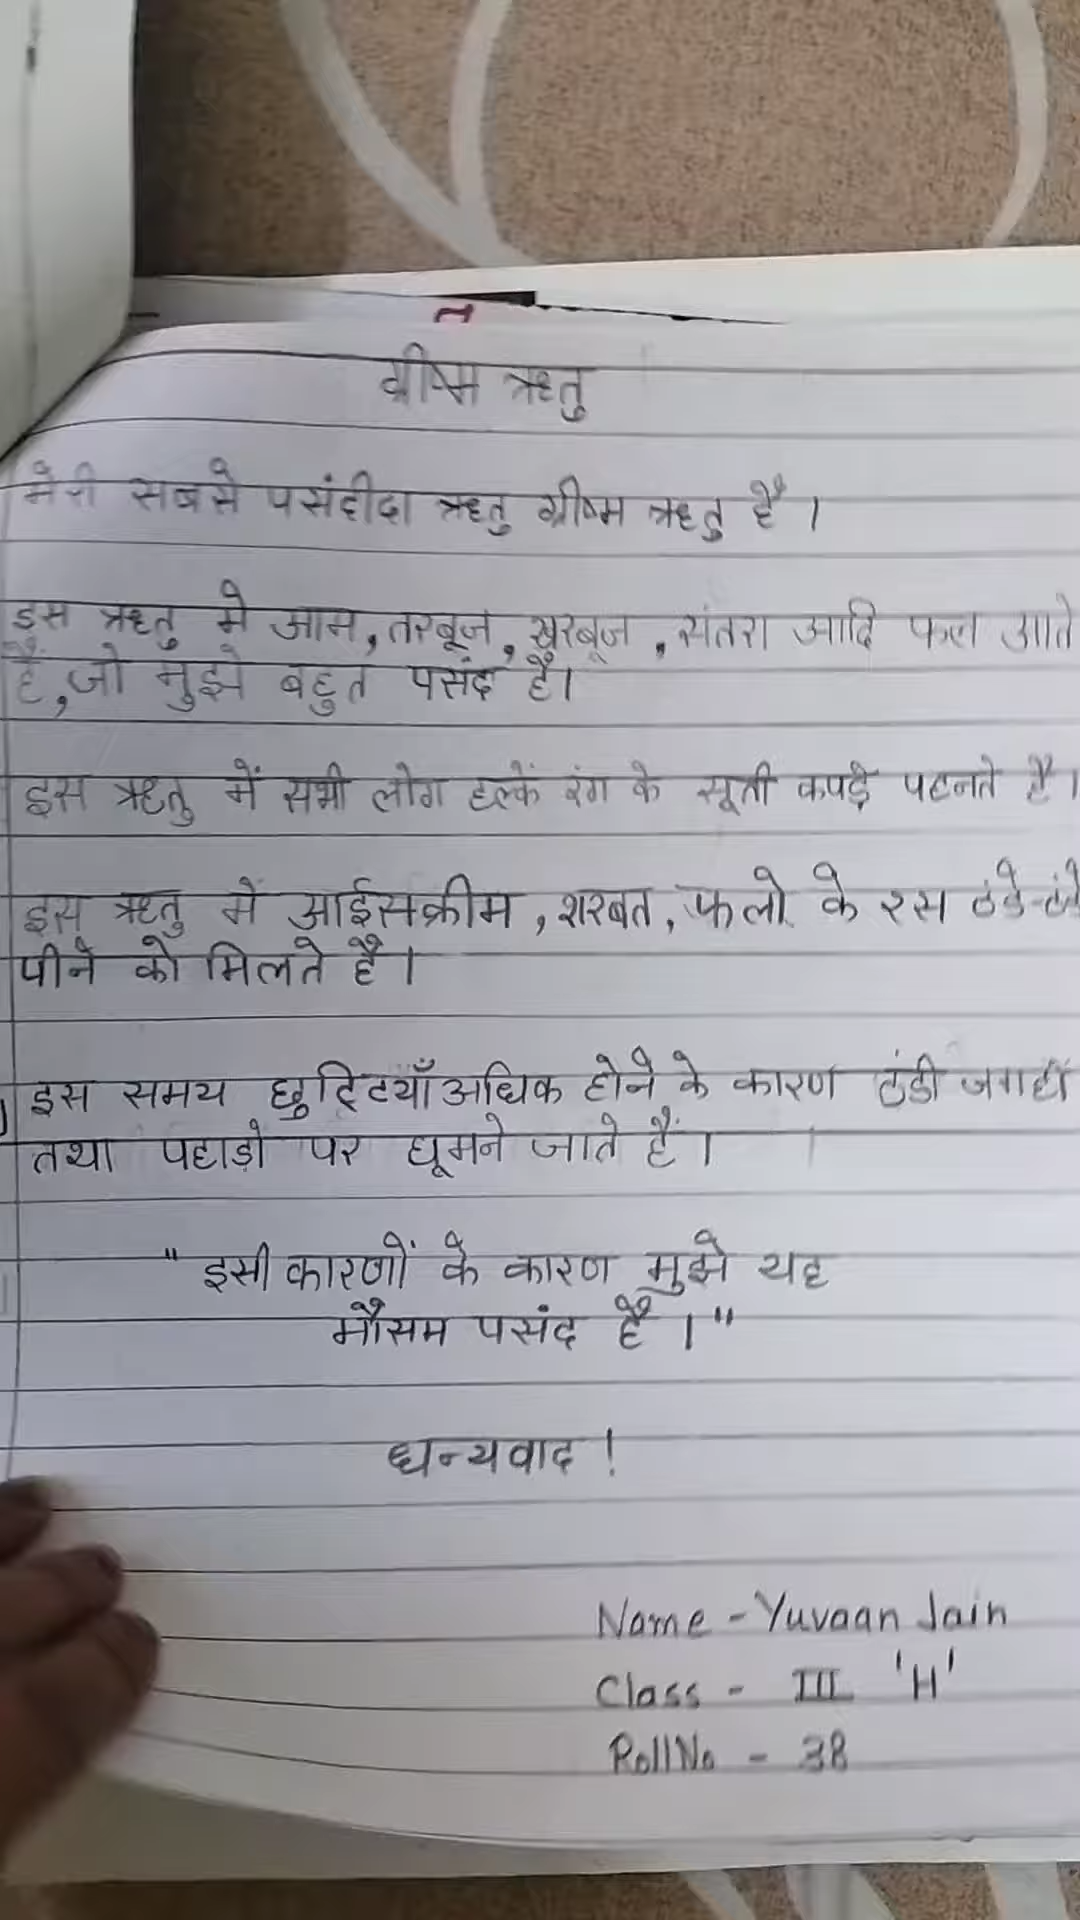 ग्रीष्म ऋतु
मेरी सबसे पसंदीदा ऋतु ग्रीष्म ऋतु है।
इस ऋतु मे आम, तरबूज, खरबूज, संतरा आदि फल आते
हैं, जो मुझे बहुत पसंद है।
इस ऋतु में सभी लोग हल्कें रंग के सूती कपड़े पहनते है।
इस ऋतु में आईसक्रीम, शरबत, फलो के रस ठंडे-ठंडे
पीने को मिलते है।
इस समय छुट्टियाँ अधिक होने के कारण ठंडी जगहों
तथा पहाड़ो पर घूमने जाते हैं।
"इसी कारणों के कारण मुझे यह
मौसम पसंद है।"
धन्यवाद!
Name - Yuvaan Jain
Class - III 'H'
Roll No - 38